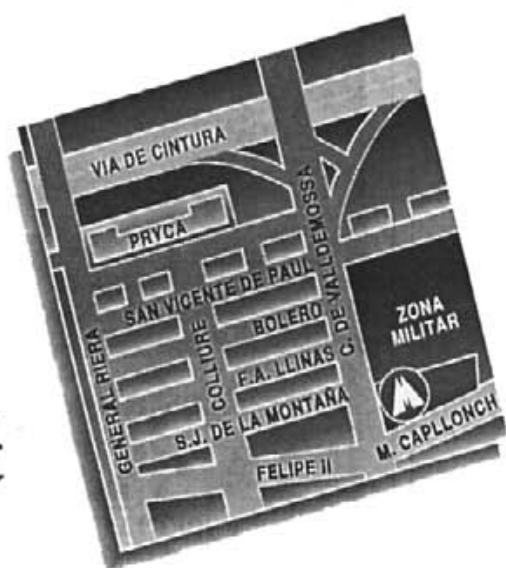 VIA DE CINTURA
PRYCA
SAN VICENTE DE PAUL
C. DE VALLDEMOSSA
BOLERO
ZONA
MILITAR
GENERAL RIERA
COLLIURE
F.A. LLINAS
S.J. DE LA MONTAÑA
FELIPE II
M. CAPLLONCH